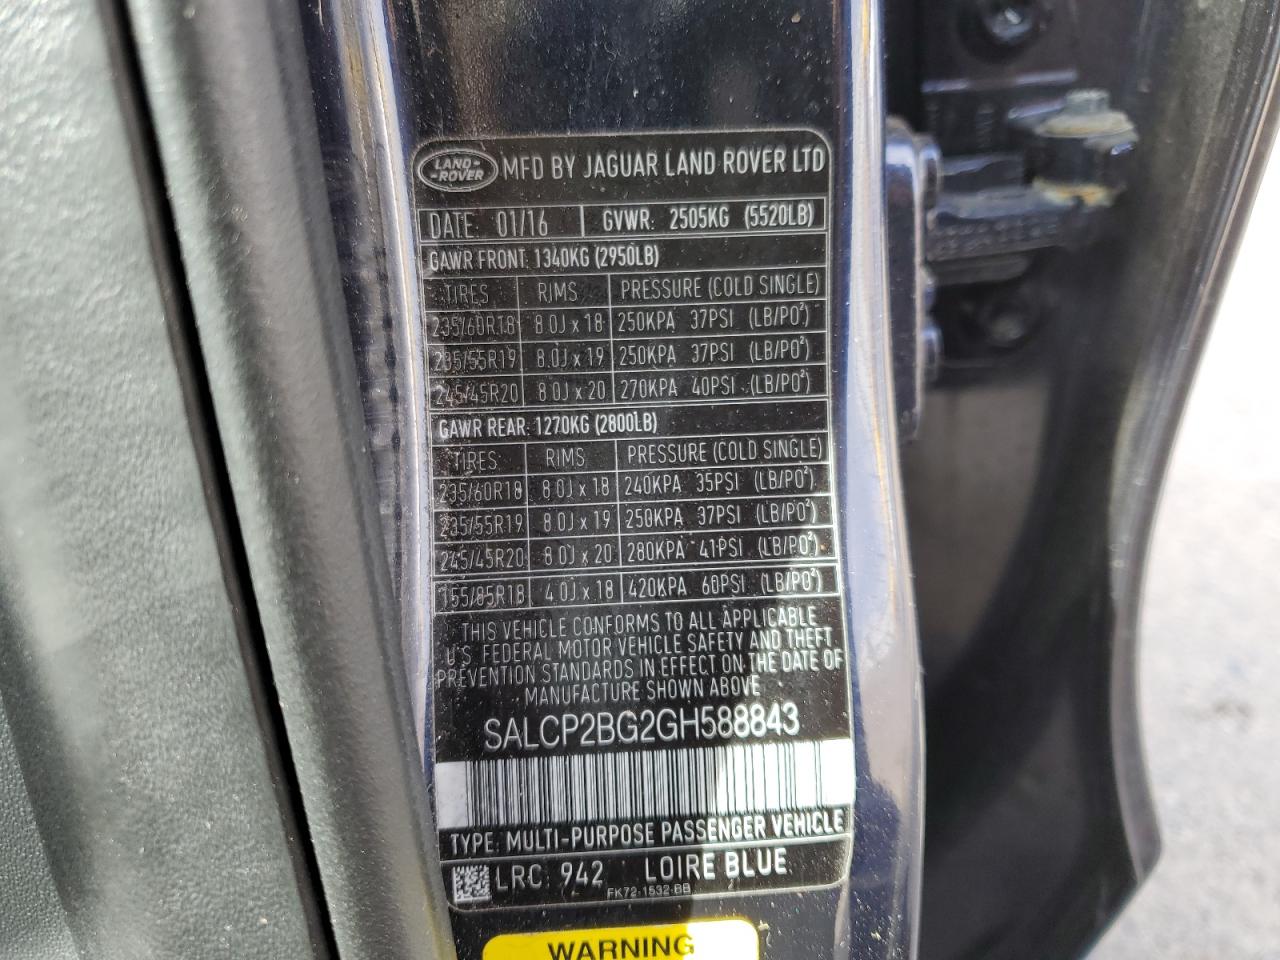 LAND-
-ROVER MFD BY JAGUAR LAND ROVER LTD
DATE: 01/16 GVWR: 2505KG (5520LB)
GAWR FRONT: 1340KG (2950LB)
TIRES RIMS PRESSURE (COLD SINGLE)
235/60R18 8.0J x 18 250KPA 37PSI (LB/PO²)
235/55R19 8.0J x 19 250KPA 37PSI (LB/PO²)
245/45R20 8.0J x 20 270KPA 40PSI (LB/PO²)
GAWR REAR: 1270KG (2800LB)
TIRES RIMS PRESSURE (COLD SINGLE)
235/60R18 8.0J x 18 240KPA 35PSI (LB/PO²)
235/55R19 8.0J x 19 250KPA 37PSI (LB/PO²)
245/45R20 8.0J x 20 280KPA 41PSI (LB/PO²)
155/85R18 4.0J x 18 420KPA 60PSI (LB/PO²)
THIS VEHICLE CONFORMS TO ALL APPLICABLE
U.S. FEDERAL MOTOR VEHICLE SAFETY AND THEFT
PREVENTION STANDARDS IN EFFECT ON THE DATE OF
MANUFACTURE SHOWN ABOVE
SALCP2BG2GH588843
TYPE: MULTI-PURPOSE PASSENGER VEHICLE
LRC: 942 LOIRE BLUE
FK72-1532-BB
WARNING